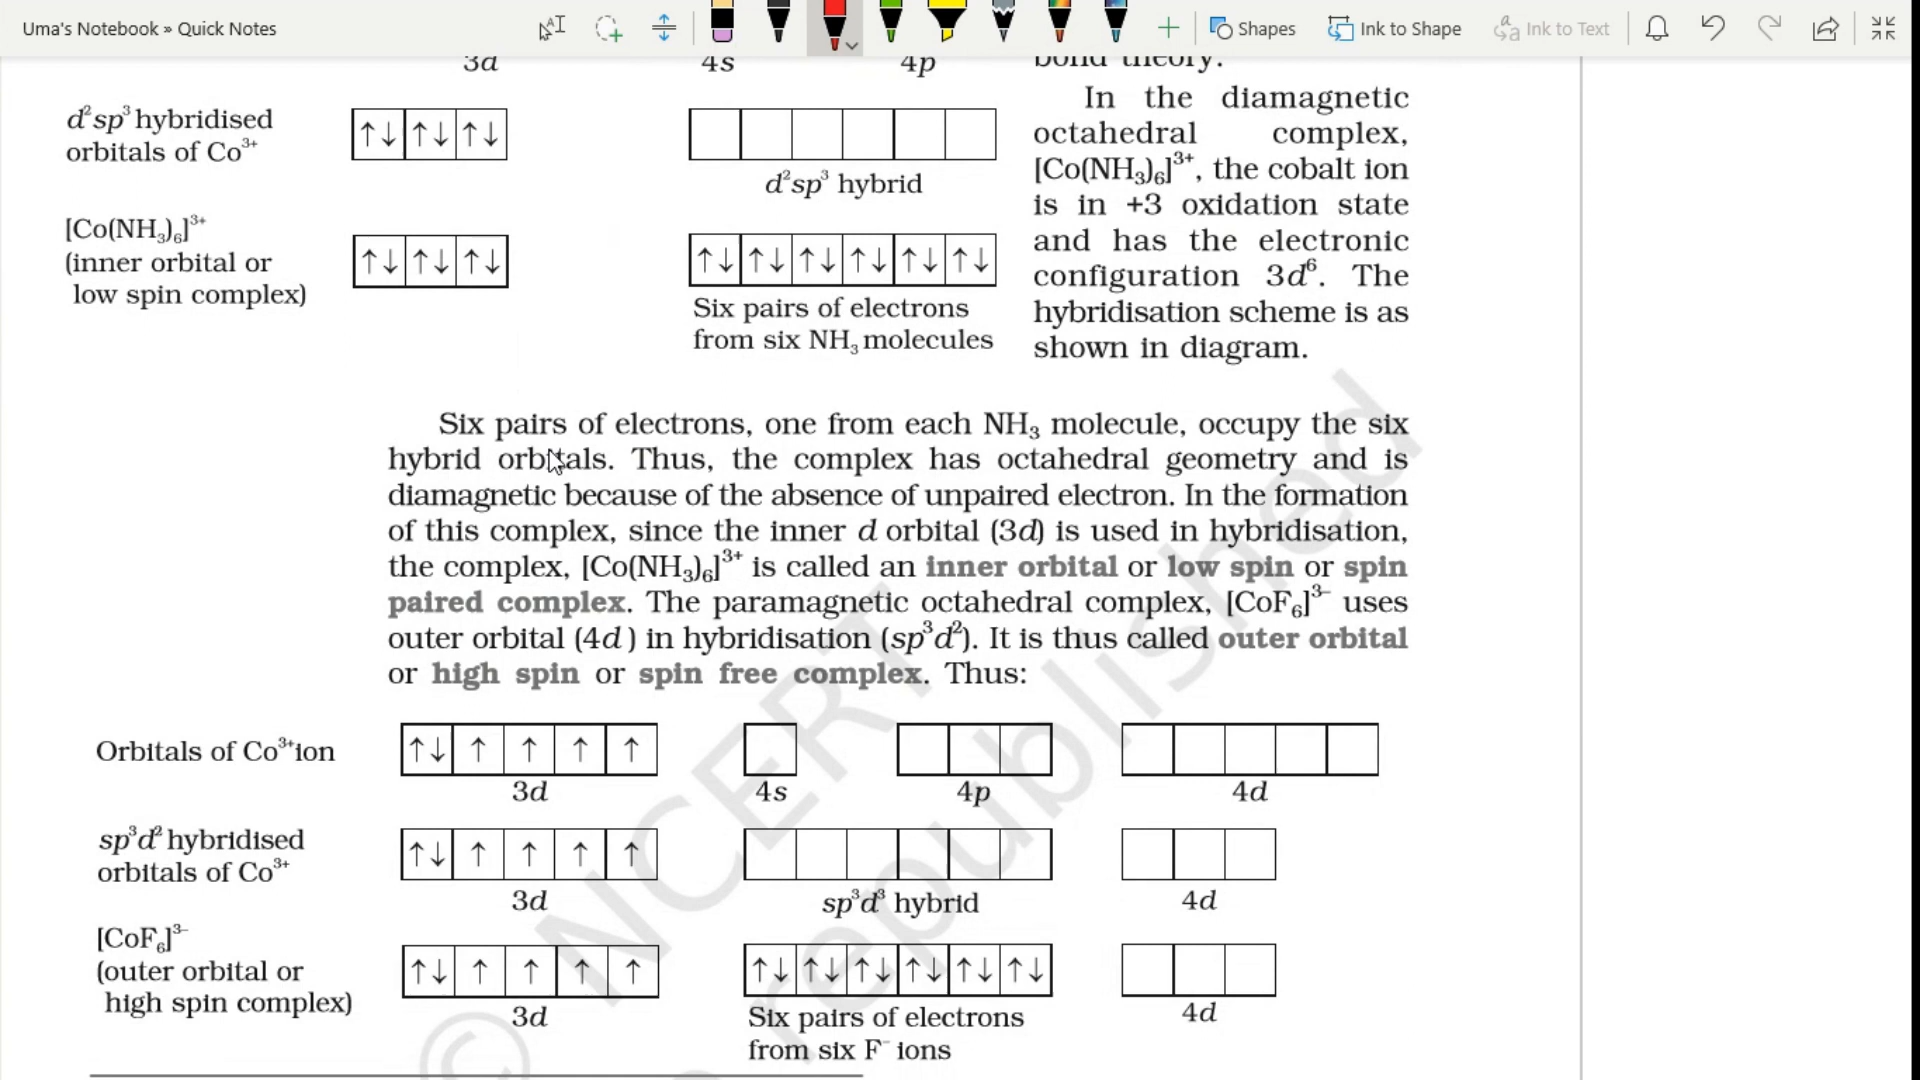 Uma's Notebook » Quick Notes
Shapes
Ink to Shape
Ink to Text
3d 4s 4p
bond theory.
d²sp³ hybridised
orbitals of Co³⁺
↑↓ ↑↓ ↑↓
d²sp³ hybrid
[Co(NH₃)₆]³⁺
(inner orbital or
low spin complex)
↑↓ ↑↓ ↑↓
↑↓ ↑↓ ↑↓ ↑↓ ↑↓ ↑↓
Six pairs of electrons
from six NH₃ molecules
In the diamagnetic
octahedral complex,
[Co(NH₃)₆]³⁺, the cobalt ion
is in +3 oxidation state
and has the electronic
configuration 3d⁶. The
hybridisation scheme is as
shown in diagram.
Six pairs of electrons, one from each NH₃ molecule, occupy the six
hybrid orbitals. Thus, the complex has octahedral geometry and is
diamagnetic because of the absence of unpaired electron. In the formation
of this complex, since the inner d orbital (3d) is used in hybridisation,
the complex, [Co(NH₃)₆]³⁺ is called an inner orbital or low spin or spin
paired complex. The paramagnetic octahedral complex, [CoF₆]³⁻ uses
outer orbital (4d) in hybridisation (sp³d²). It is thus called outer orbital
or high spin or spin free complex. Thus:
Orbitals of Co³⁺ion
↑↓ ↑ ↑ ↑ ↑
3d 4s 4p 4d
sp³d² hybridised
orbitals of Co³⁺
↑↓ ↑ ↑ ↑ ↑
3d sp³d³ hybrid 4d
[CoF₆]³⁻
(outer orbital or
high spin complex)
↑↓ ↑ ↑ ↑ ↑
↑↓ ↑↓ ↑↓ ↑↓ ↑↓ ↑↓
3d
Six pairs of electrons
from six F⁻ ions
4d
© NCERT
republished